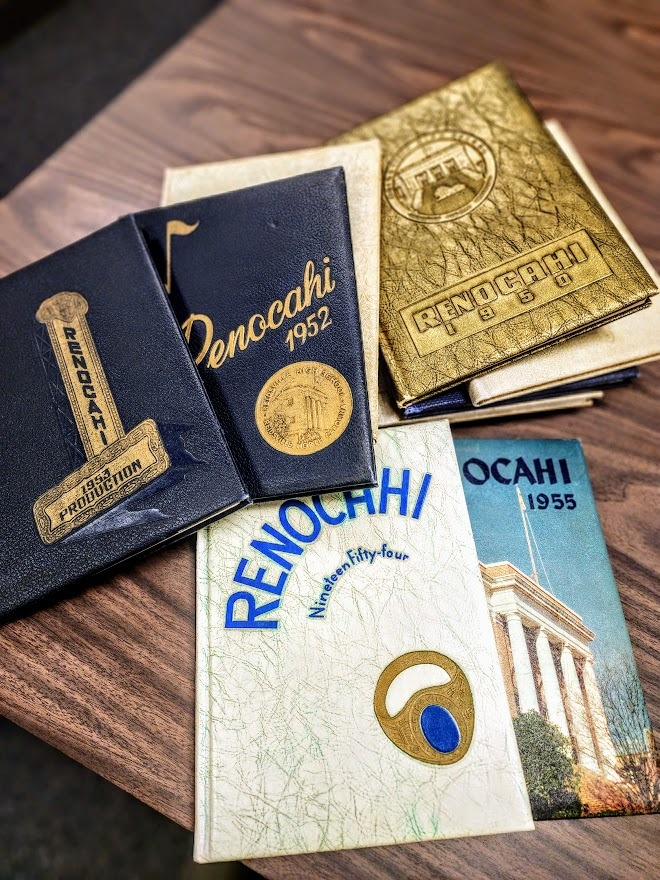 RENOCAHI
1950
Renocahi
1952
RENOCAHI
1953
PRODUCTION
RENOCAHI
Nineteen Fifty-four
OCAHI
1955